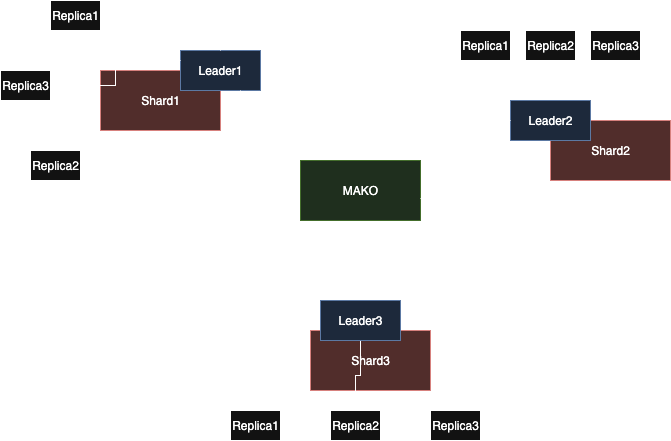 Replica1
Replica3
Replica2
Leader1
Shard1
Replica1
Replica2
Replica3
Leader2
Shard2
MAKO
Leader3
Shard3
Replica1
Replica2
Replica3